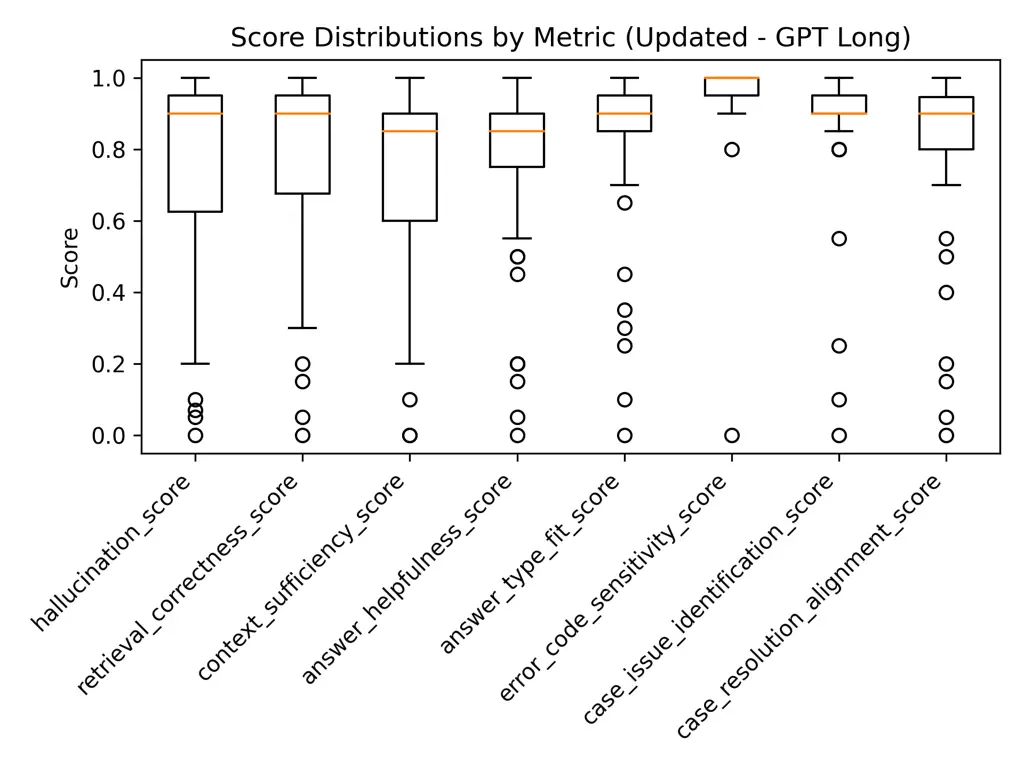 Score Distributions by Metric (Updated - GPT Long)
Score
1.0
0.8
0.6
0.4
0.2
0.0
hallucination_score
retrieval_correctness_score
context_sufficiency_score
answer_helpfulness_score
answer_type_fit_score
error_code_sensitivity_score
case_issue_identification_score
case_resolution_alignment_score